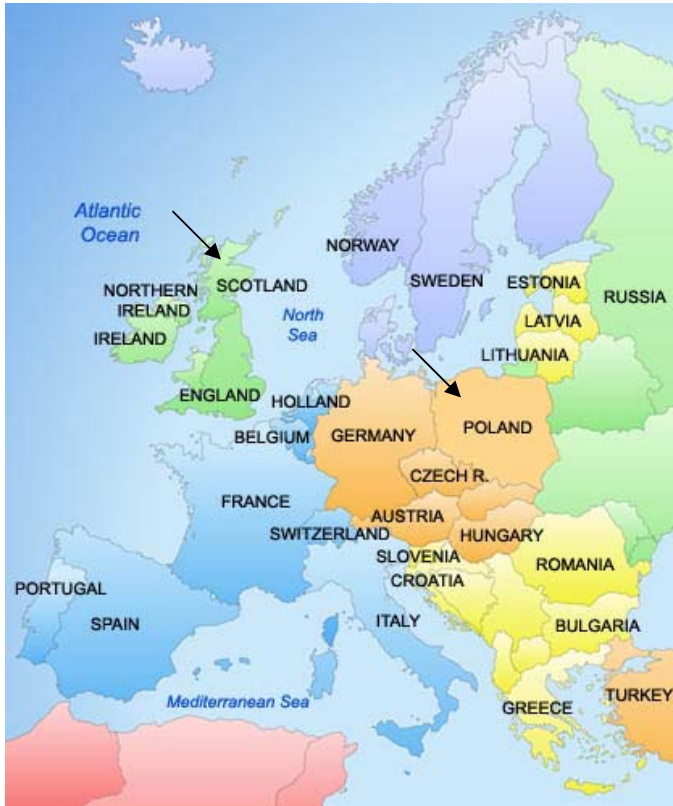 Atlantic
Ocean
NORWAY
SWEDEN
ESTONIA
RUSSIA
SCOTLAND
NORTHERN
IRELAND
IRELAND
North
Sea
LATVIA
LITHUANIA
ENGLAND
HOLLAND
BELGIUM
GERMANY
POLAND
CZECH R.
FRANCE
AUSTRIA
SWITZERLAND
HUNGARY
SLOVENIA
ROMANIA
CROATIA
PORTUGAL
SPAIN
ITALY
BULGARIA
Mediterranean Sea
GREECE
TURKEY